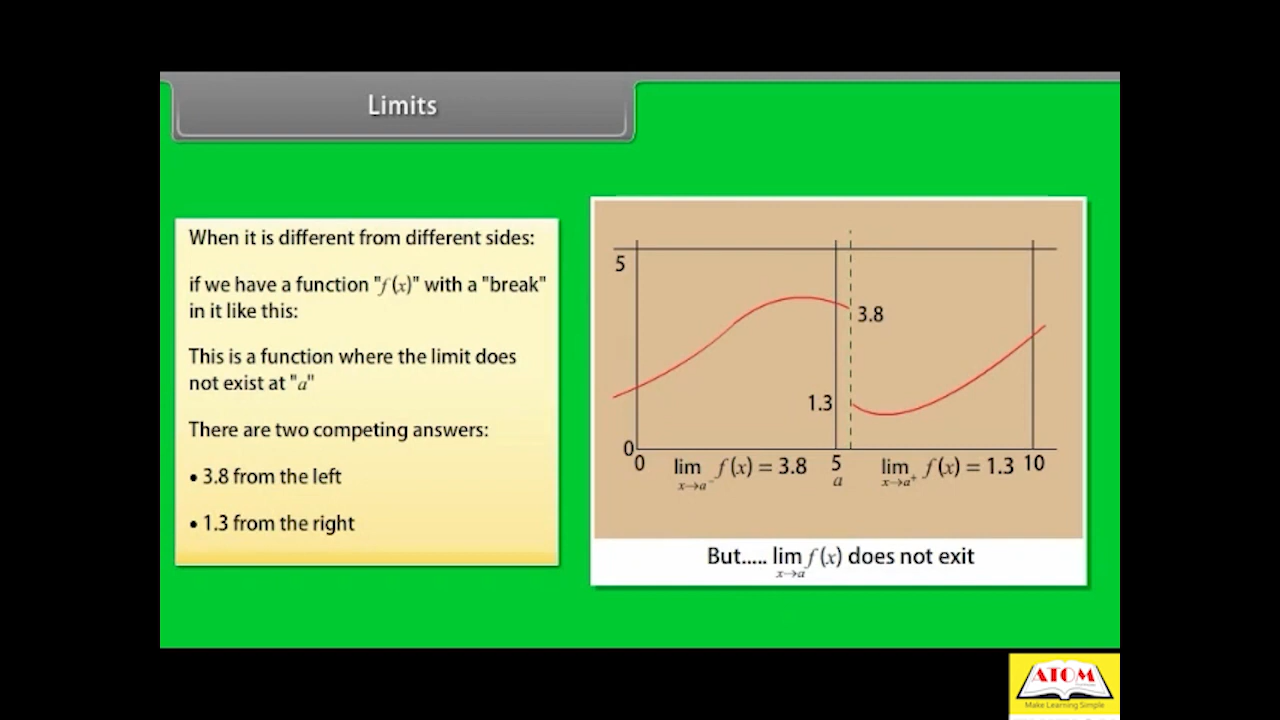 Limits
When it is different from different sides:
if we have a function "f (x)" with a "break"
in it like this:
This is a function where the limit does
not exist at "a"
There are two competing answers:
• 3.8 from the left
• 1.3 from the right
5
3.8
1.3
0
0 lim f (x) = 3.8 5 lim f (x) = 1.3 10
x→a⁻ a x→a⁺
But..... lim f (x) does not exit
x→a
ATOM
Make Learning Simple